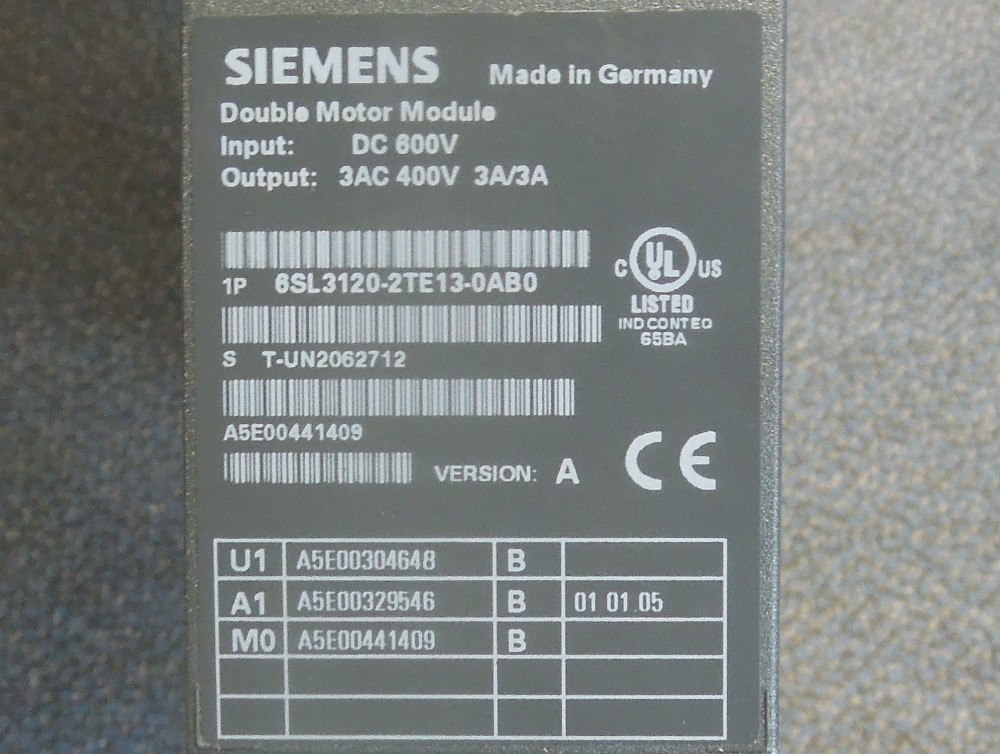 SIEMENS Made in Germany
Double Motor Module
Input: DC 600V
Output: 3AC 400V 3A/3A
1P 6SL3120-2TE13-0AB0
C UL US
LISTED
IND CONT EQ
65BA
S T-UN2062712
A5E00441409
VERSION: A CE
U1 A5E00304648 B
A1 A5E00329546 B 01 01.05
M0 A5E00441409 B